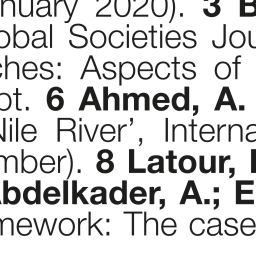 nuary 2020). 3 B
obal Societies Jou
ches: Aspects of
ot. 6 Ahmed, A.
Nile River’, Interna
mber). 8 Latour,
Abdelkader, A.; E
mework: The case